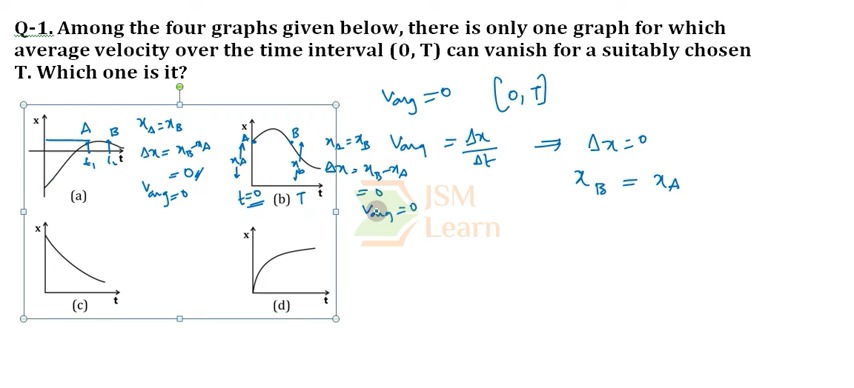 Q-1. Among the four graphs given below, there is only one graph for which
average velocity over the time interval (0, T) can vanish for a suitably chosen
T. Which one is it?
Vavg = 0 [0, T]
x A B xA = xB
Δx = xB - xA
= 0
Vavg = 0
t1 t2 t
(a)
x A B xA = xB
Δx = xB - xA
= 0
Vavg = 0
t=0 (b) T t
Vavg = Δx/Δt ⇒ Δx = 0
xB = xA
JSM
Learn
x t
(c)
x t
(d)